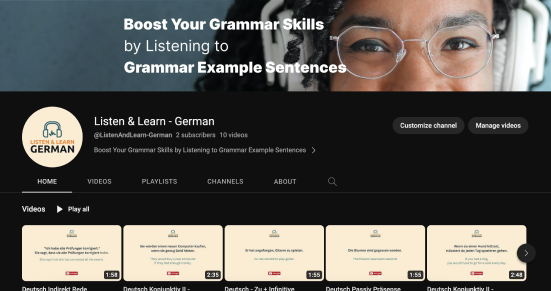 Boost Your Grammar Skills
by Listening to
Grammar Example Sentences
LISTEN & LEARN
GERMAN
Listen & Learn - German
@ListenAndLearn-German 2 subscribers 10 videos
Boost Your Grammar Skills by Listening to Grammar Example Sentences
Customize channel
Manage videos
HOME
VIDEOS
PLAYLISTS
CHANNELS
ABOUT
Videos
Play all
1:58
2:35
1:55
1:55
2:48
Deutsch Indirekt Rede
Deutsch Konjunktiv II -
Deutsch - Zu + Infinitive
Deutsch Passiv Präsense
Deutsch Konjunktiv II -